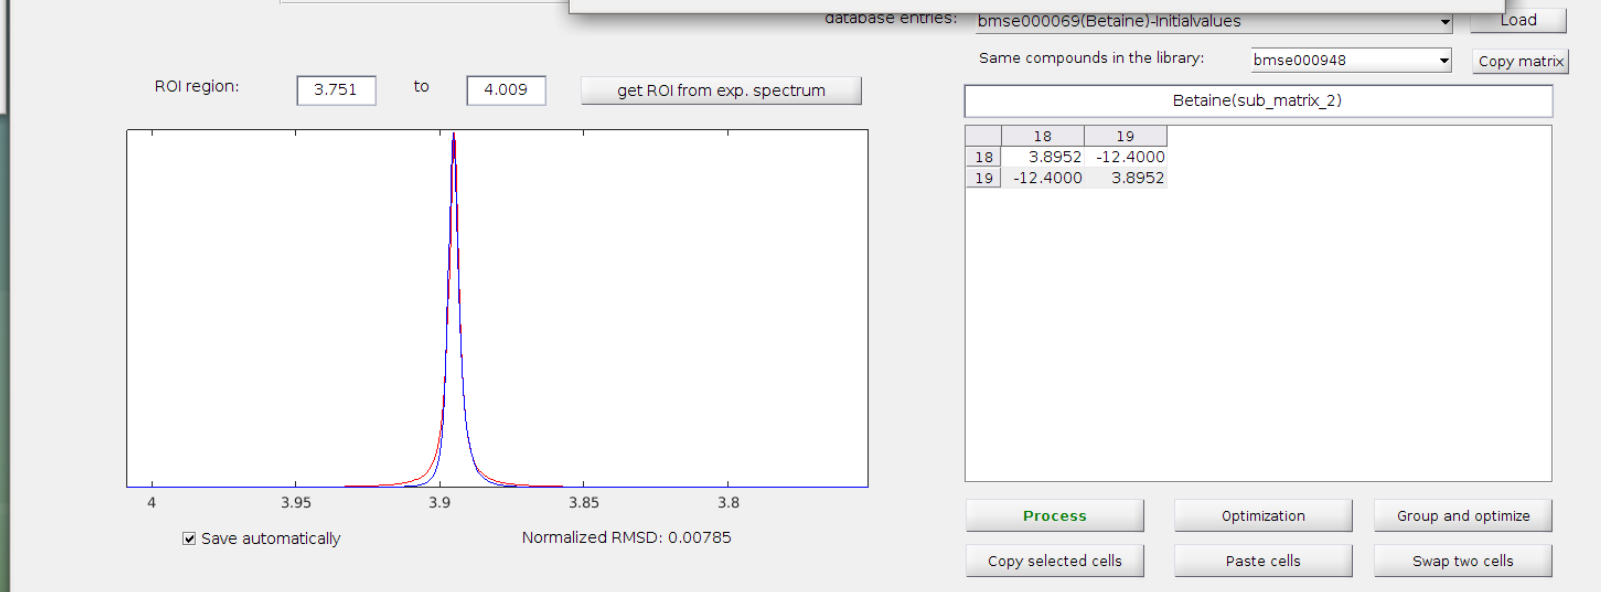 database entries: bmse000069(Betaine)-Initialvalues Load
Same compounds in the library: bmse000948 Copy matrix
ROI region: 3.751 to 4.009 get ROI from exp. spectrum
Betaine(sub_matrix_2)
18 19
18 3.8952 -12.4000
19 -12.4000 3.8952
4 3.95 3.9 3.85 3.8
Save automatically Normalized RMSD: 0.00785
Process Optimization Group and optimize
Copy selected cells Paste cells Swap two cells